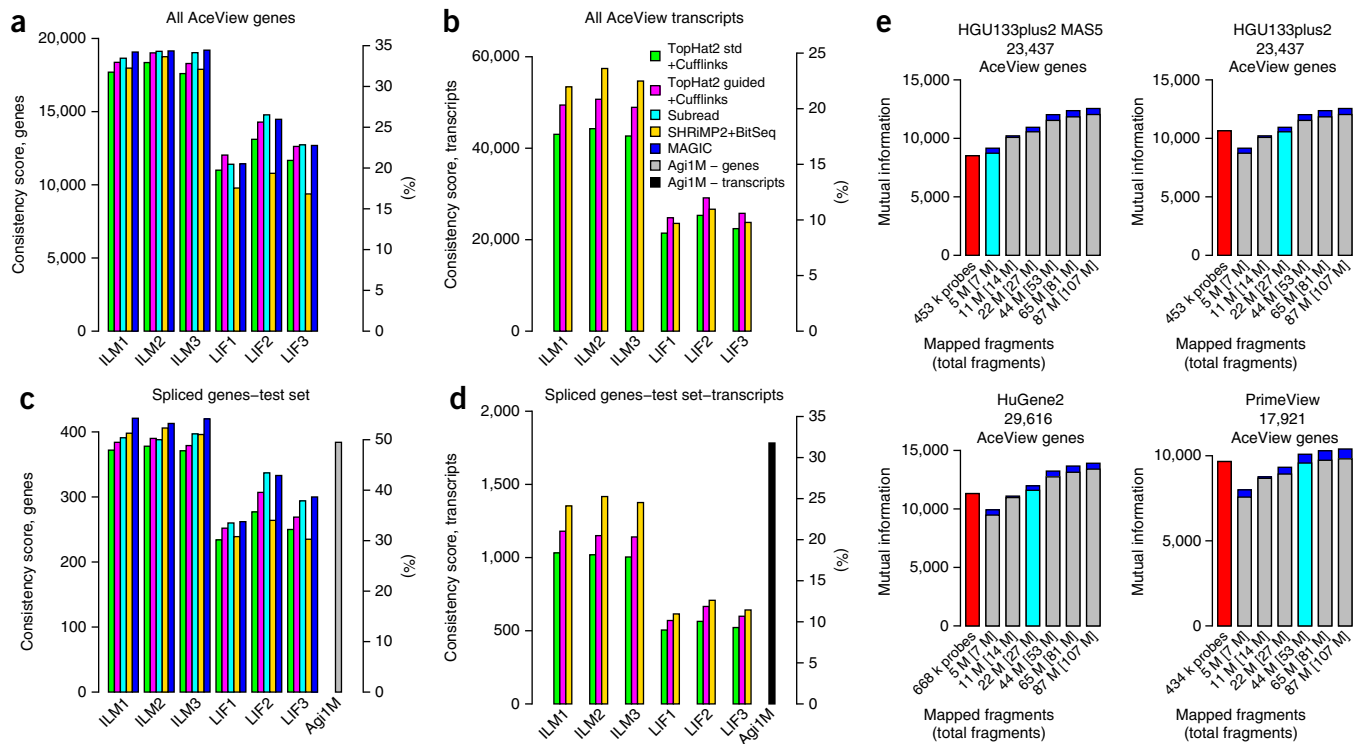 a
All AceView genes
Consistency score, genes
20,000
15,000
10,000
5,000
0
35
30
25
20
15
10
5
0
(%)
ILM1
ILM2
ILM3
LIF1
LIF2
LIF3
b
All AceView transcripts
Consistency score, transcripts
60,000
40,000
20,000
0
25
20
15
10
5
0
(%)
TopHat2 std
+Cufflinks
TopHat2 guided
+Cufflinks
Subread
SHRiMP2+BitSeq
MAGIC
Agi1M – genes
Agi1M – transcripts
ILM1
ILM2
ILM3
LIF1
LIF2
LIF3
c
Spliced genes–test set
Consistency score, genes
400
300
200
100
0
50
40
30
20
10
0
(%)
ILM1
ILM2
ILM3
LIF1
LIF2
LIF3
Agi1M
d
Spliced genes–test set–transcripts
Consistency score, transcripts
2,000
1,500
1,000
500
0
35
30
25
20
15
10
5
0
(%)
ILM1
ILM2
ILM3
LIF1
LIF2
LIF3
Agi1M
e
HGU133plus2 MAS5
23,437
AceView genes
Mutual information
15,000
10,000
5,000
0
453 k probes
5 M [7 M]
11 M [14 M]
22 M [27 M]
44 M [53 M]
65 M [81 M]
87 M [107 M]
Mapped fragments
(total fragments)
HGU133plus2
23,437
AceView genes
Mutual information
15,000
10,000
5,000
0
453 k probes
5 M [7 M]
11 M [14 M]
22 M [27 M]
44 M [53 M]
65 M [81 M]
87 M [107 M]
Mapped fragments
(total fragments)
HuGene2
29,616
AceView genes
Mutual information
15,000
10,000
5,000
0
668 k probes
5 M [7 M]
11 M [14 M]
22 M [27 M]
44 M [53 M]
65 M [81 M]
87 M [107 M]
Mapped fragments
(total fragments)
PrimeView
17,921
AceView genes
Mutual information
10,000
5,000
0
434 k probes
5 M [7 M]
11 M [14 M]
22 M [27 M]
44 M [53 M]
65 M [81 M]
87 M [107 M]
Mapped fragments
(total fragments)